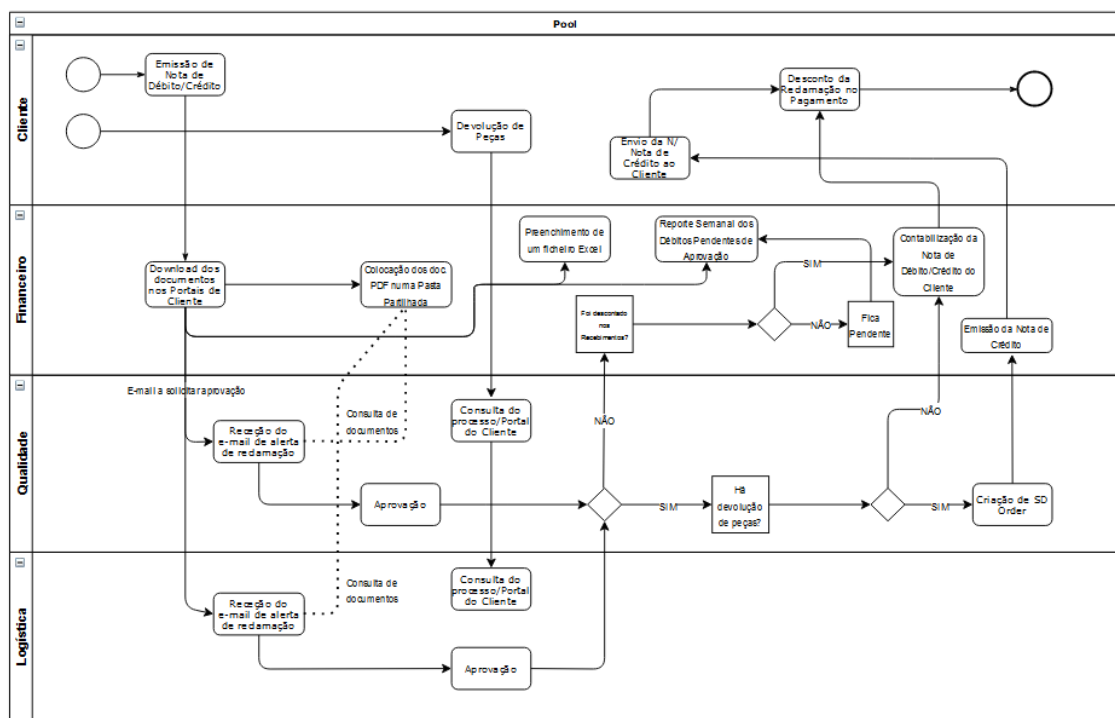 Pool
Cliente
Emissão de
Nota de
Débito/Crédito
Devolução de
Peças
Desconto da
Reclamação no
Pagamento
Envio da N/
Nota de
Crédito ao
Cliente
Financeiro
Download dos
documentos
nos Portais de
Cliente
Colocação dos doc.
PDF numa Pasta
Partilhada
Preenchimento de
um ficheiro Excel
Reporte Semanal dos
Débitos Pendentes de
Aprovação
Contabilização da
Nota de
Débito/Crédito do
Cliente
Foi descontado
nos
Recebimentos?
SIM
NÃO
Fica
Pendente
Emissão da Nota de
Crédito
Qualidade
E-mail a solicitar aprovação
Receção do
e-mail de alerta
de reclamação
Consulta de
documentos
Consulta do
processo/Portal
do Cliente
NÃO
NÃO
Aprovação
SIM
Há
devolução
de peças?
SIM
Criação de SD
Order
Logística
Receção do
e-mail de alerta
de reclamação
Consulta de
documentos
Consulta do
processo/Portal
do Cliente
Aprovação